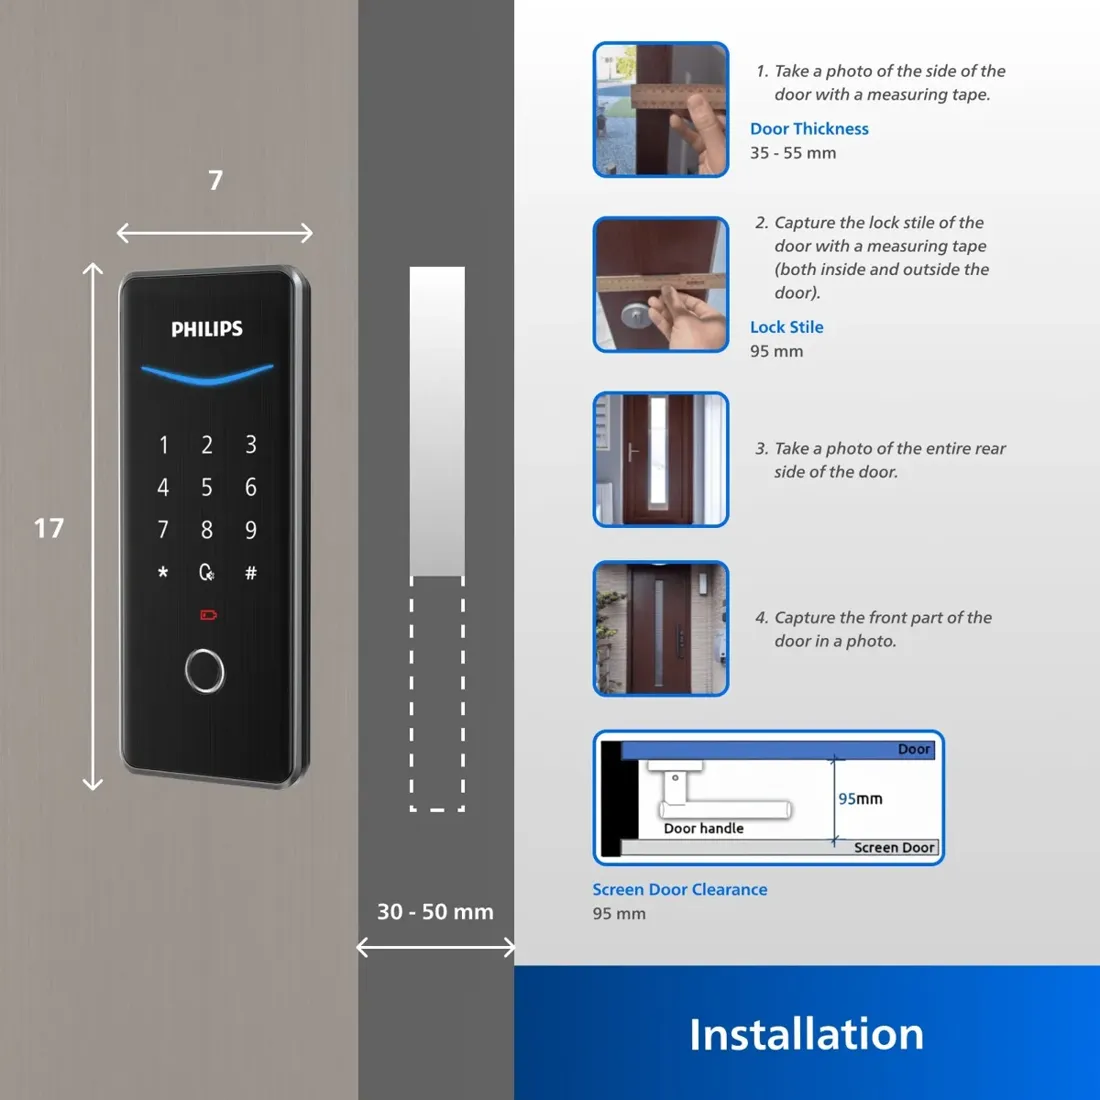 7
17
PHILIPS
1 2 3
4 5 6
7 8 9
* #
30 - 50 mm
1. Take a photo of the side of the
door with a measuring tape.
Door Thickness
35 - 55 mm
2. Capture the lock stile of the
door with a measuring tape
(both inside and outside the
door).
Lock Stile
95 mm
3. Take a photo of the entire rear
side of the door.
4. Capture the front part of the
door in a photo.
Door
95mm
Door handle
Screen Door
Screen Door Clearance
95 mm
Installation